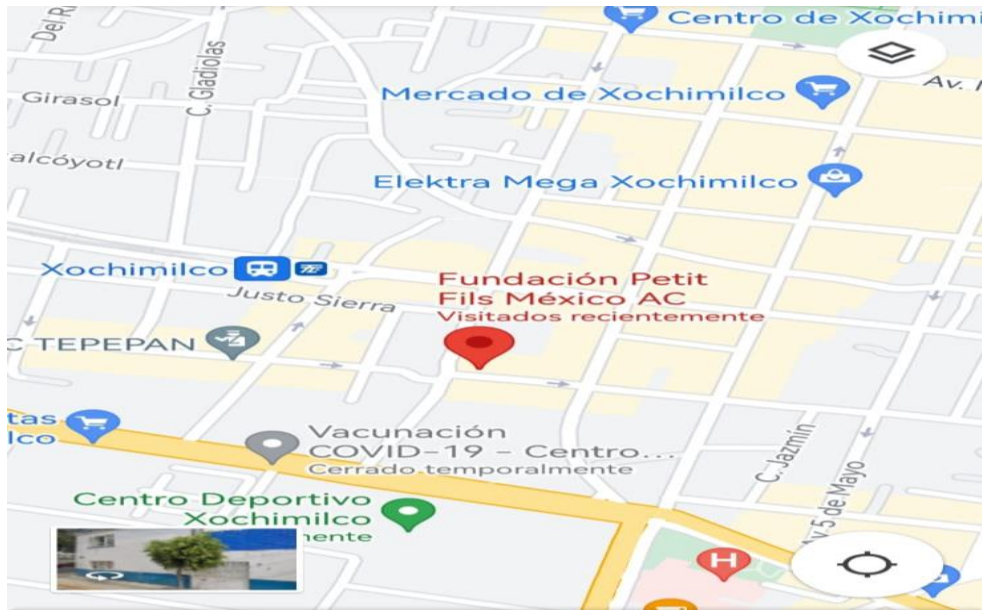 Centro de Xochimi
Del R
C. Gladiolas
Av.
Mercado de Xochimilco
Girasol
alcóyotl
Elektra Mega Xochimilco
Xochimilco
Justo Sierra
Fundación Petit
Fils México AC
Visitados recientemente
C TEPEPAN
tas
lco
Vacunación
COVID-19 - Centro...
Cerrado temporalmente
C. Jazmín
Av 5 de Mayo
Centro Deportivo
Xochimilco
mente
H